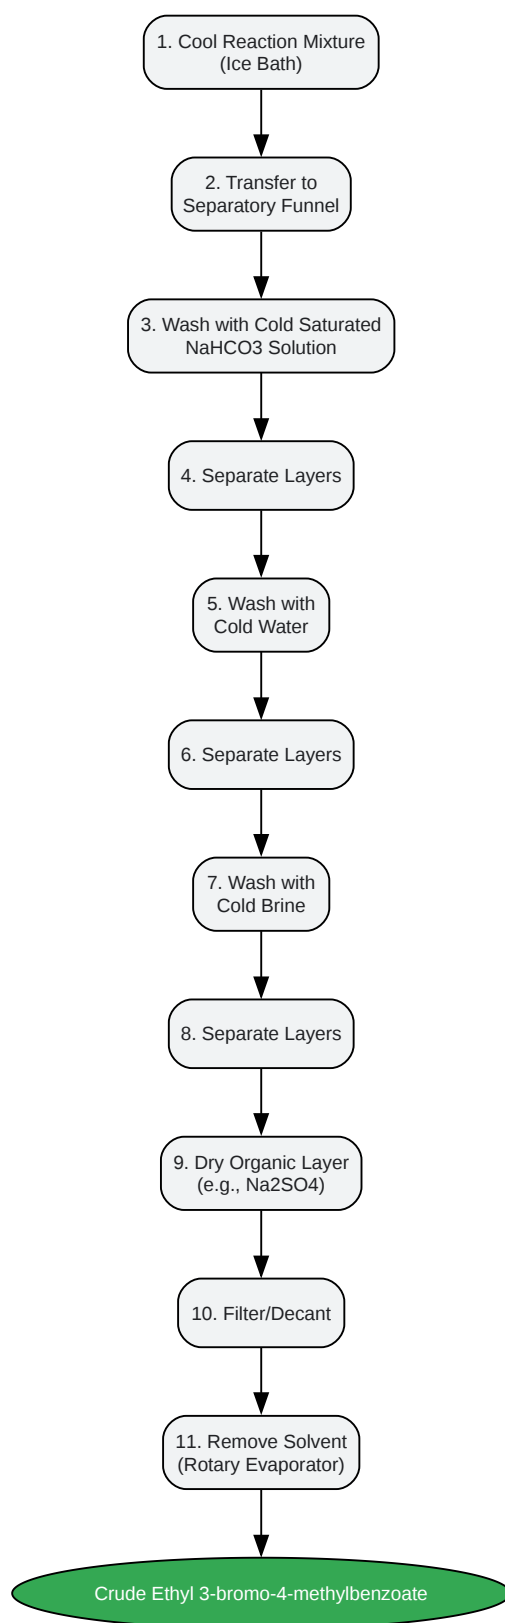 1. Cool Reaction Mixture
(Ice Bath)
2. Transfer to
Separatory Funnel
3. Wash with Cold Saturated
NaHCO3 Solution
4. Separate Layers
5. Wash with
Cold Water
6. Separate Layers
7. Wash with
Cold Brine
8. Separate Layers
9. Dry Organic Layer
(e.g., Na2SO4)
10. Filter/Decant
11. Remove Solvent
(Rotary Evaporator)
Crude Ethyl 3-bromo-4-methylbenzoate